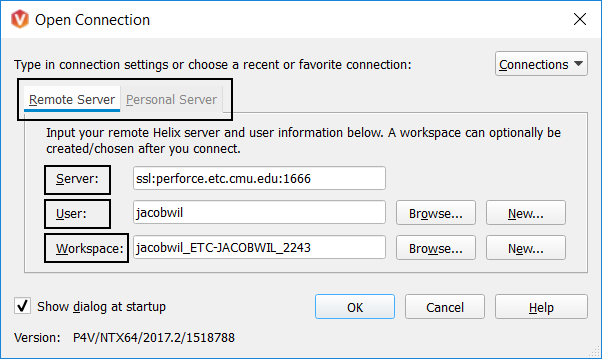 Open Connection
Type in connection settings or choose a recent or favorite connection:
Connections
Remote Server
Personal Server
Input your remote Helix server and user information below. A workspace can optionally be
created/chosen after you connect.
Server:
ssl:perforce.etc.cmu.edu:1666
User:
jacobwil
Browse...
New...
Workspace:
jacobwil_ETC-JACOBWIL_2243
Browse...
New...
Show dialog at startup
OK
Cancel
Help
Version: P4V/NTX64/2017.2/1518788